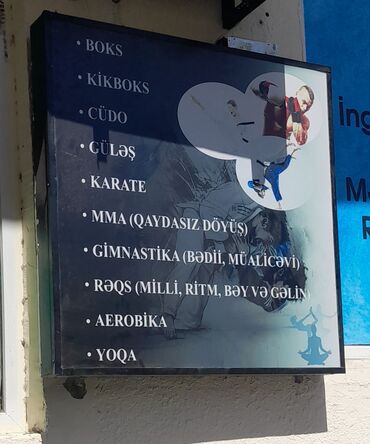 • BOKS
• KİKBOKS
• CÜDO
• GÜLƏŞ
• KARATE
• MMA (QAYDASIZ DÖYÜŞ)
• GİMNASTİKA (BƏDİİ, MÜALİCƏVİ)
• RƏQS (MİLLİ, RİTM, BƏY VƏ GƏLİN)
• AEROBİKA
• YOQA
İng